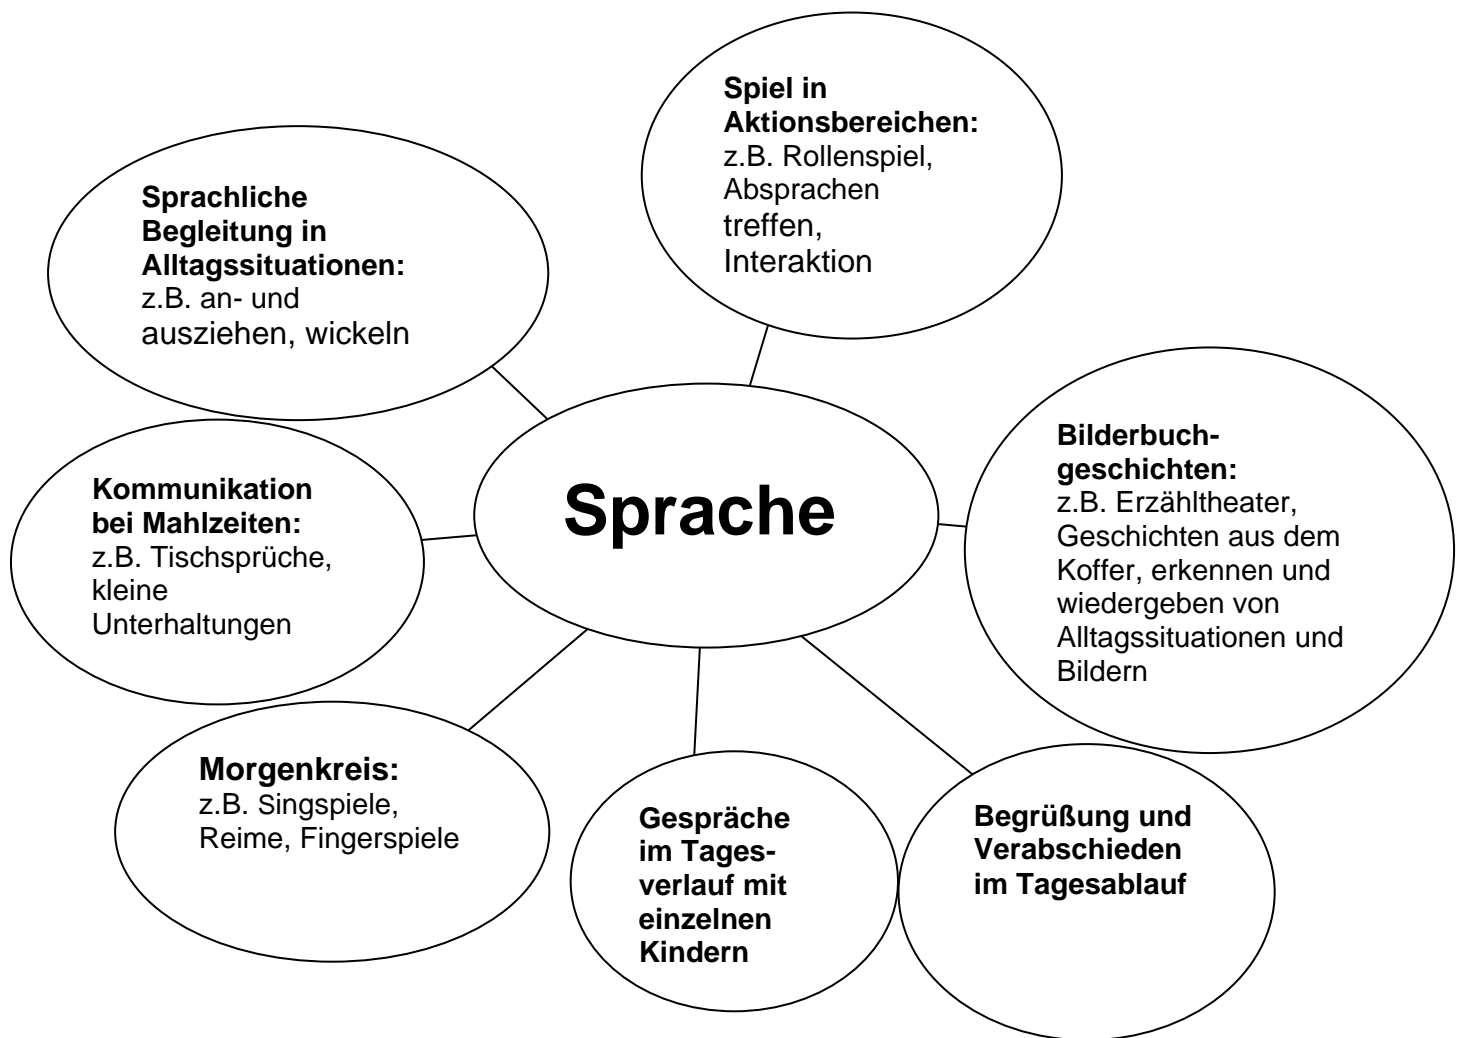 Spiel in
Aktionsbereichen:
z.B. Rollenspiel,
Absprachen
treffen,
Interaktion
Sprachliche
Begleitung in
Alltagssituationen:
z.B. an- und
ausziehen, wickeln
Bilderbuch-
geschichten:
z.B. Erzähltheater,
Geschichten aus dem
Koffer, erkennen und
wiedergeben von
Alltagssituationen und
Bildern
Kommunikation
bei Mahlzeiten:
z.B. Tischsprüche,
kleine
Unterhaltungen
Sprache
Morgenkreis:
z.B. Singspiele,
Reime, Fingerspiele
Gespräche
im Tages-
verlauf mit
einzelnen
Kindern
Begrüßung und
Verabschieden
im Tagesablauf